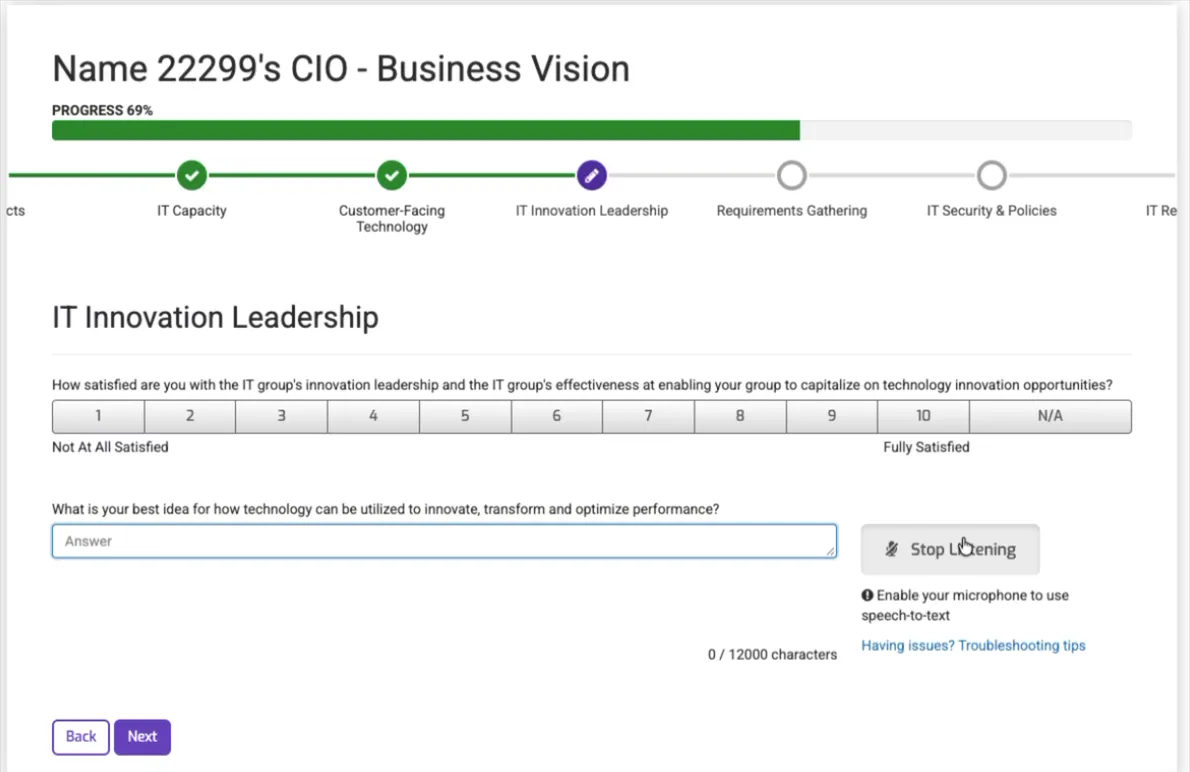 Name 22299's CIO - Business Vision
PROGRESS 69%
cts
IT Capacity
Customer-Facing
Technology
IT Innovation Leadership
Requirements Gathering
IT Security & Policies
IT Re
IT Innovation Leadership
How satisfied are you with the IT group's innovation leadership and the IT group's effectiveness at enabling your group to capitalize on technology innovation opportunities?
1 2 3 4 5 6 7 8 9 10 N/A
Not At All Satisfied Fully Satisfied
What is your best idea for how technology can be utilized to innovate, transform and optimize performance?
Answer
Stop Listening
Enable your microphone to use
speech-to-text
Having issues? Troubleshooting tips
0 / 12000 characters
Back Next